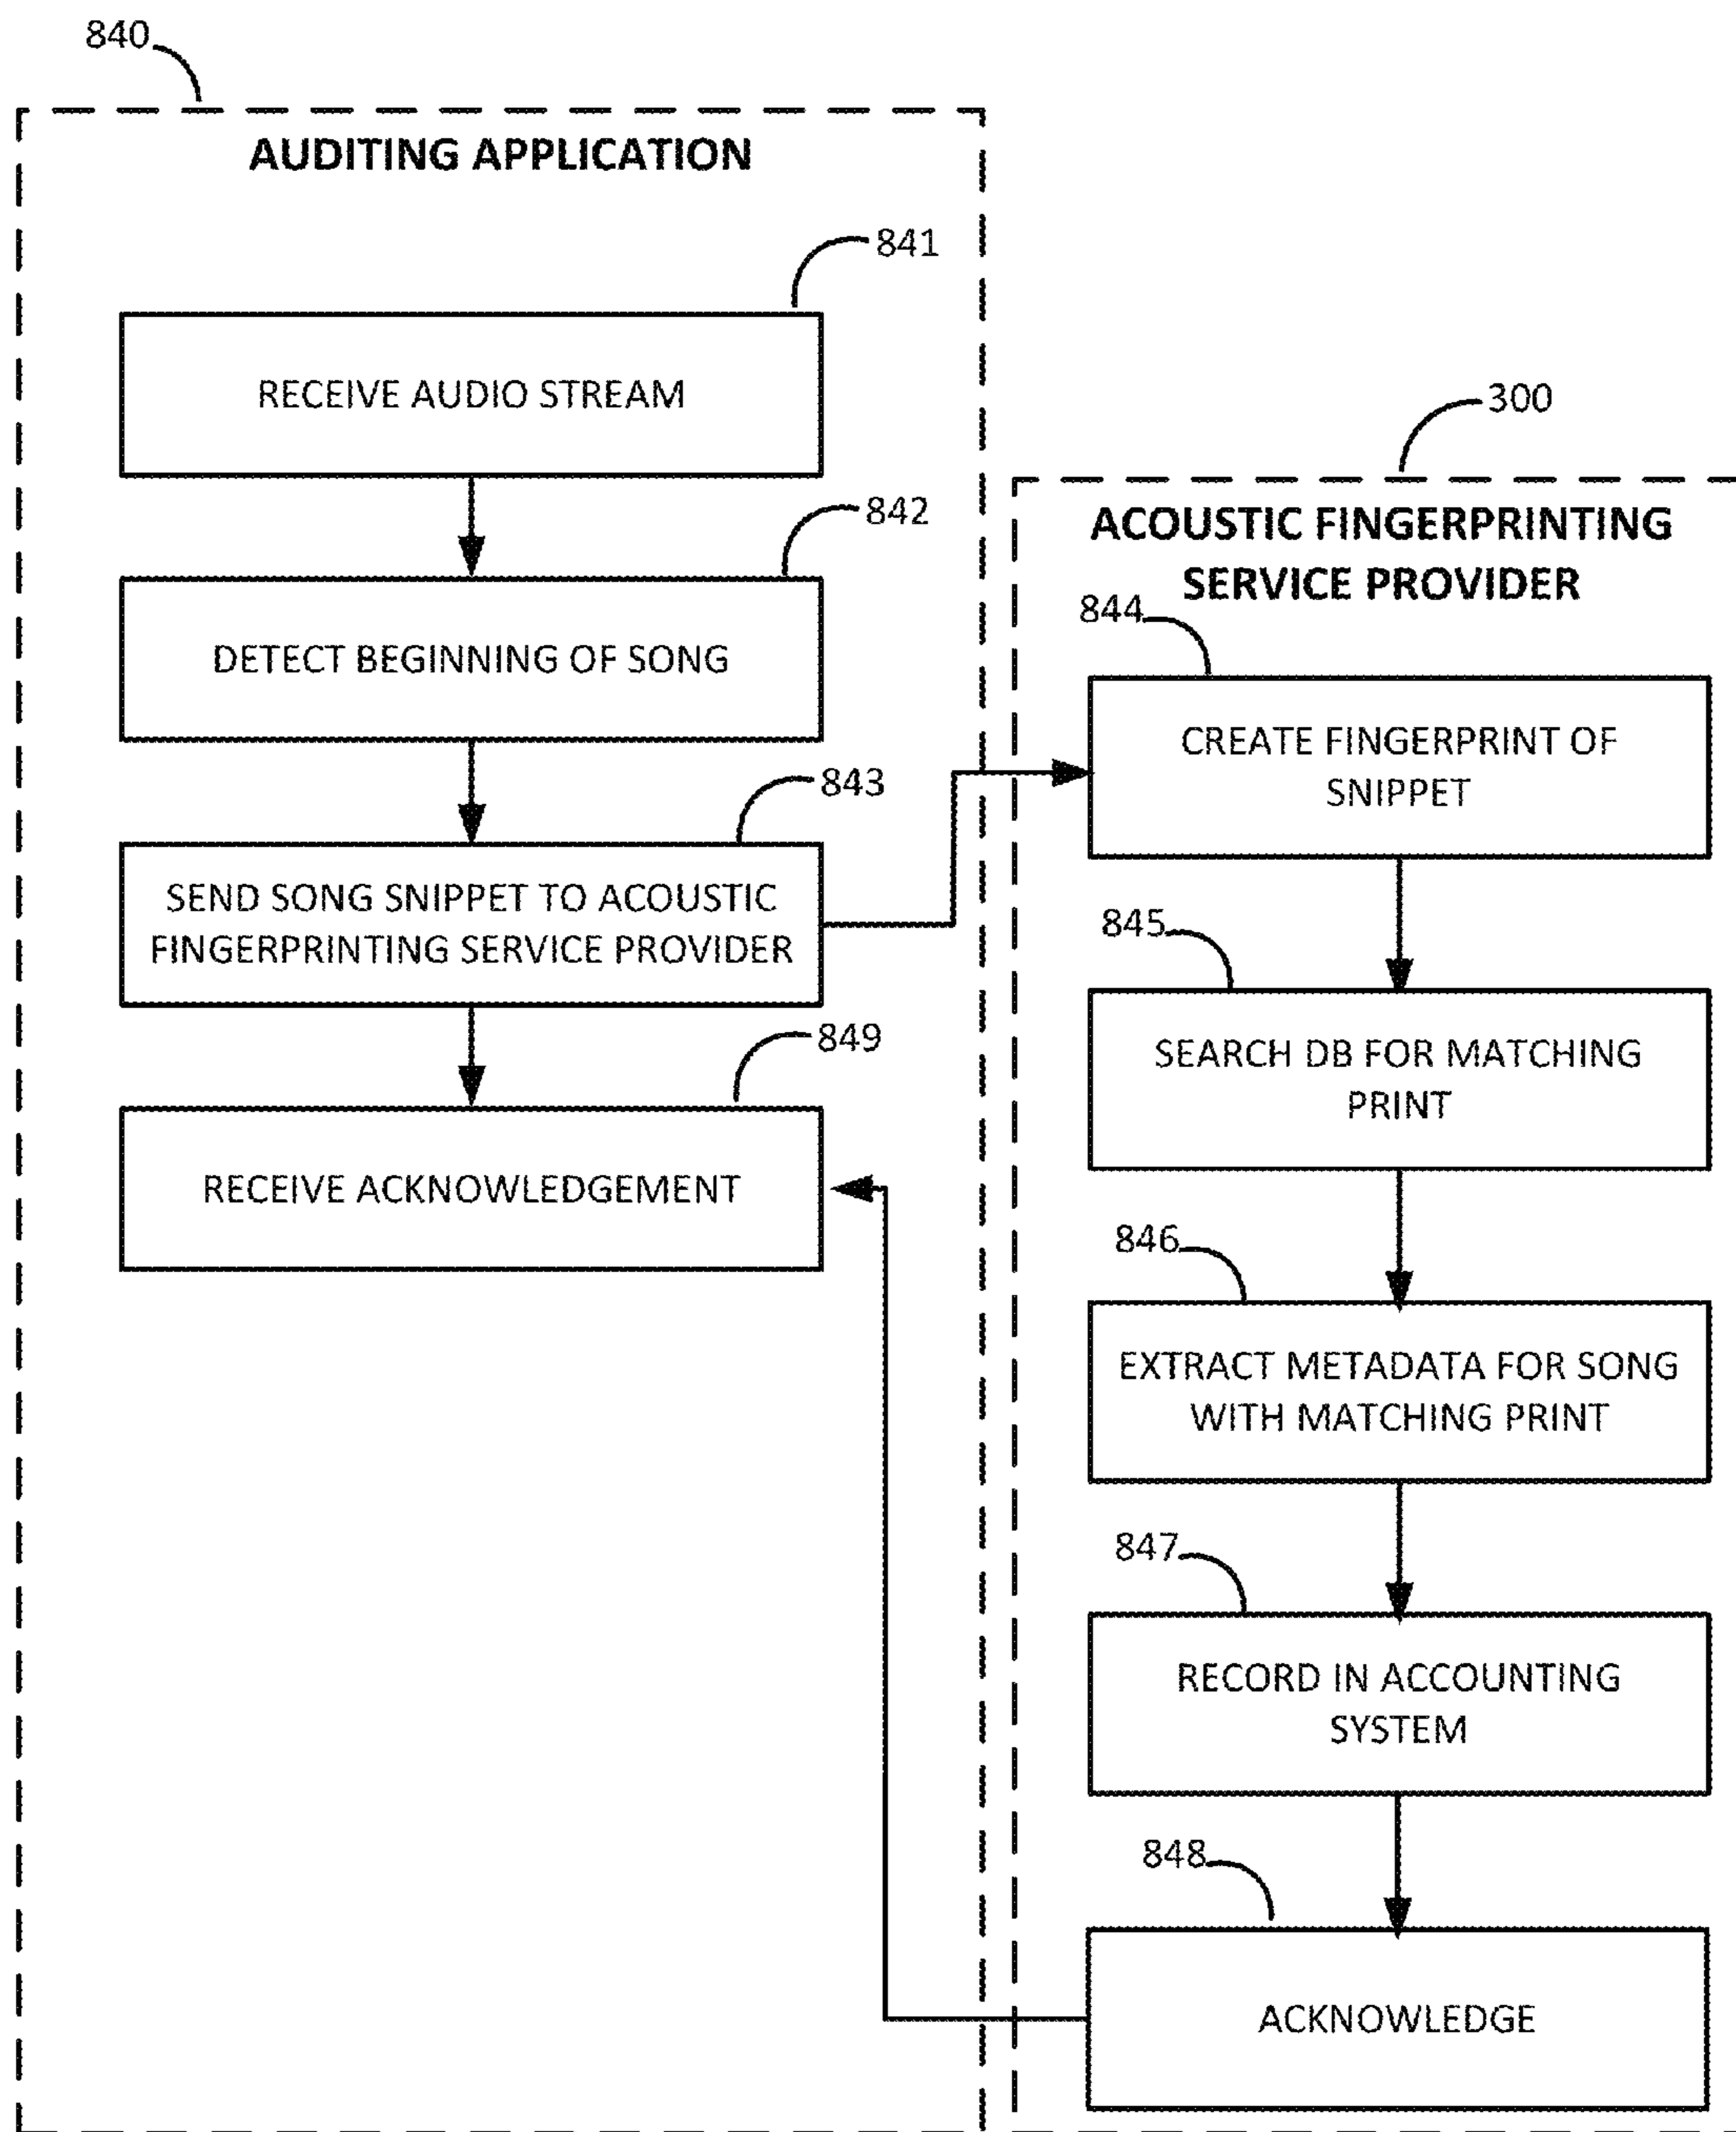 840
AUDITING APPLICATION
841
RECEIVE AUDIO STREAM
842
DETECT BEGINNING OF SONG
843
SEND SONG SNIPPET TO ACOUSTIC
FINGERPRINTING SERVICE PROVIDER
849
RECEIVE ACKNOWLEDGEMENT
300
ACOUSTIC FINGERPRINTING
SERVICE PROVIDER
844
CREATE FINGERPRINT OF
SNIPPET
845
SEARCH DB FOR MATCHING
PRINT
846
EXTRACT METADATA FOR SONG
WITH MATCHING PRINT
847
RECORD IN ACCOUNTING
SYSTEM
848
ACKNOWLEDGE